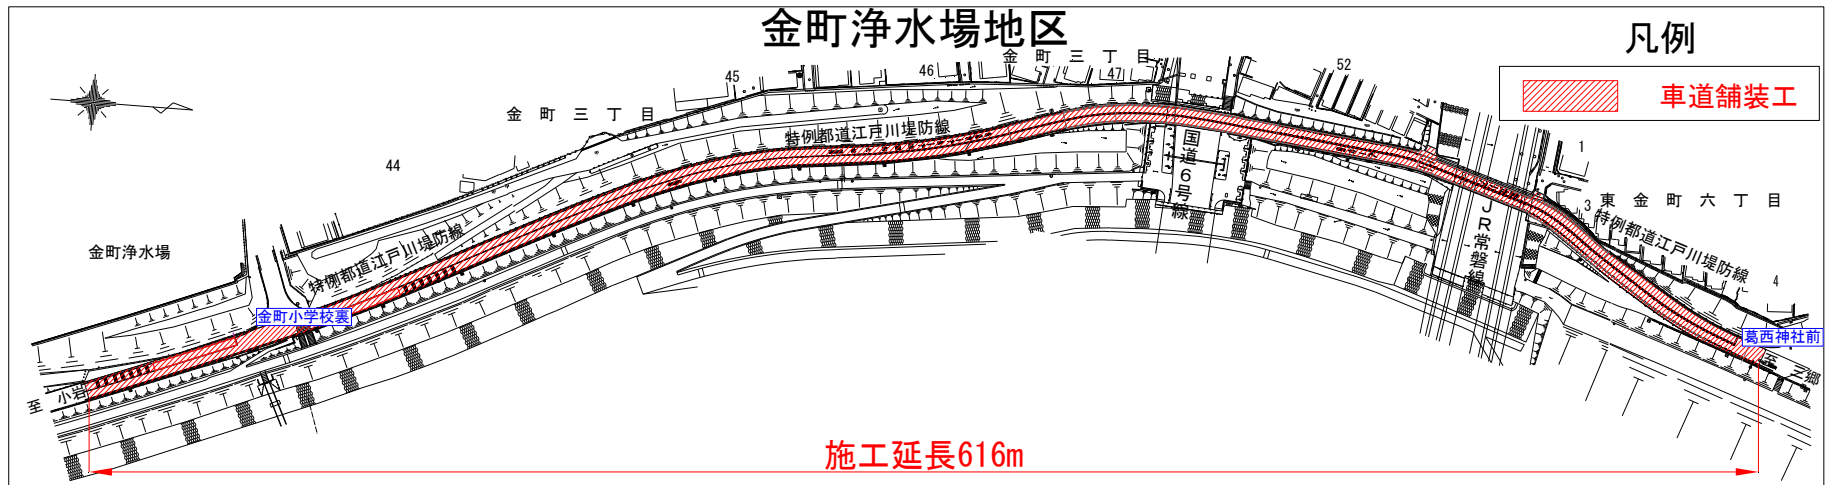 金町浄水場地区
凡例
車道舗装工
金町三丁目
45
46
47
52
金町三丁目
特例都道江戸川堤防線
44
国道6号線
1
東金町六丁目
3
特例都道江戸川堤防線
JR常磐線
4
金町浄水場
特例都道江戸川堤防線
金町小学校裏
葛西神社前
至 小岩
至 三郷
施工延長616m